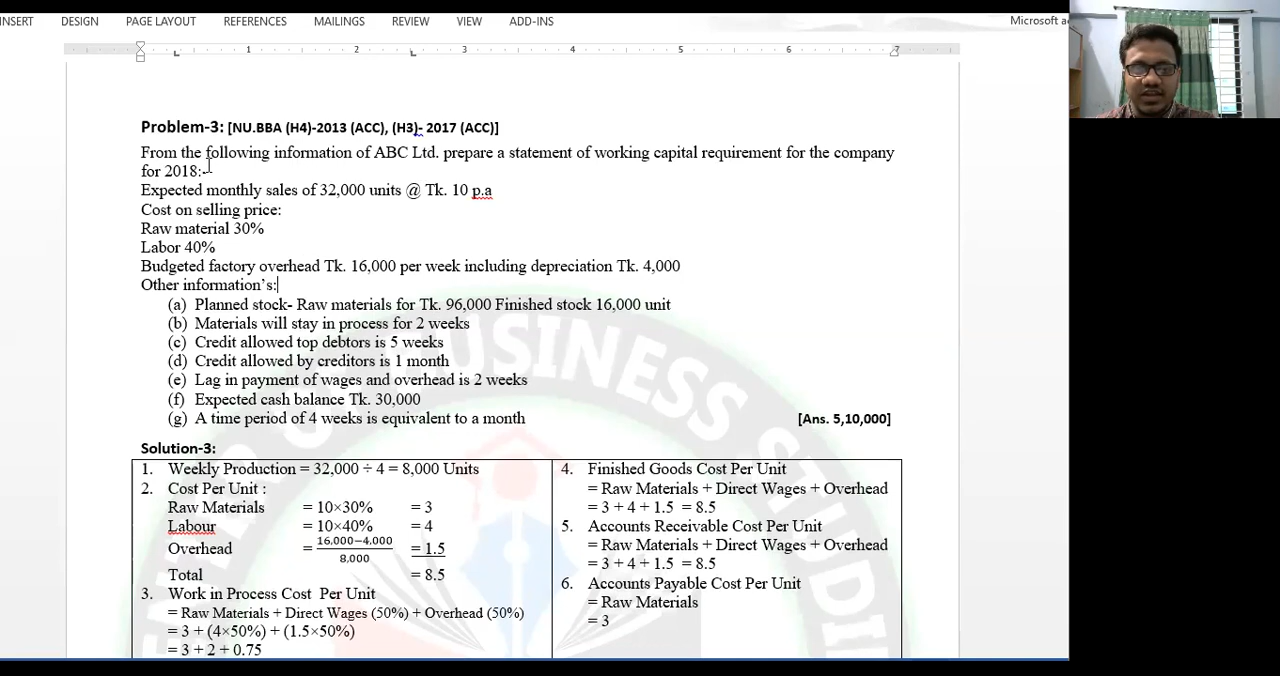 INSERT DESIGN PAGE LAYOUT REFERENCES MAILINGS REVIEW VIEW ADD-INS Microsoft a
1 2 3 4 5 6 7
Problem-3: [NU.BBA (H4)-2013 (ACC), (H3)- 2017 (ACC)]
From the following information of ABC Ltd. prepare a statement of working capital requirement for the company
for 2018:-
Expected monthly sales of 32,000 units @ Tk. 10 p.a
Cost on selling price:
Raw material 30%
Labor 40%
Budgeted factory overhead Tk. 16,000 per week including depreciation Tk. 4,000
Other information's:
(a) Planned stock- Raw materials for Tk. 96,000 Finished stock 16,000 unit
(b) Materials will stay in process for 2 weeks
(c) Credit allowed top debtors is 5 weeks
(d) Credit allowed by creditors is 1 month
(e) Lag in payment of wages and overhead is 2 weeks
(f) Expected cash balance Tk. 30,000
(g) A time period of 4 weeks is equivalent to a month [Ans. 5,10,000]
Solution-3:
1. Weekly Production = 32,000 ÷ 4 = 8,000 Units
2. Cost Per Unit :
Raw Materials = 10×30% = 3
Labour = 10×40% = 4
Overhead = 16,000−4,000 / 8,000 = 1.5
Total = 8.5
3. Work in Process Cost Per Unit
= Raw Materials + Direct Wages (50%) + Overhead (50%)
= 3 + (4×50%) + (1.5×50%)
= 3 + 2 + 0.75
4. Finished Goods Cost Per Unit
= Raw Materials + Direct Wages + Overhead
= 3 + 4 + 1.5 = 8.5
5. Accounts Receivable Cost Per Unit
= Raw Materials + Direct Wages + Overhead
= 3 + 4 + 1.5 = 8.5
6. Accounts Payable Cost Per Unit
= Raw Materials
= 3
BUSINESS STUDI